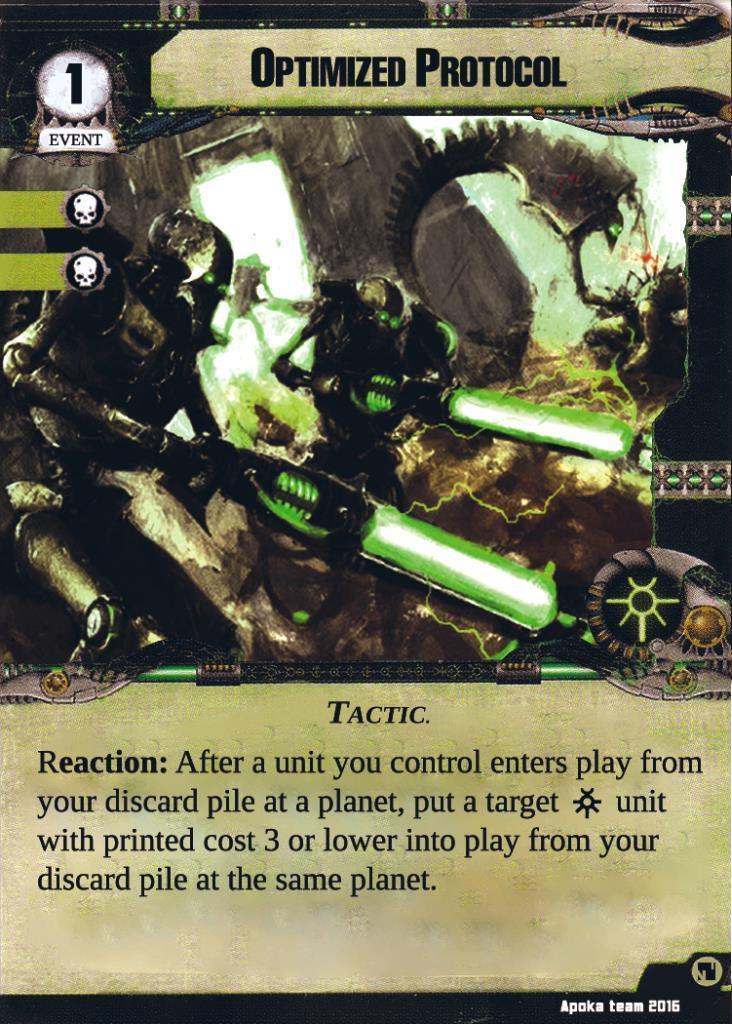 Optimized Protocol
1
EVENT
Tactic.
Reaction: After a unit you control enters play from
your discard pile at a planet, put a target unit
with printed cost 3 or lower into play from your
discard pile at the same planet.
Apoka team 2016